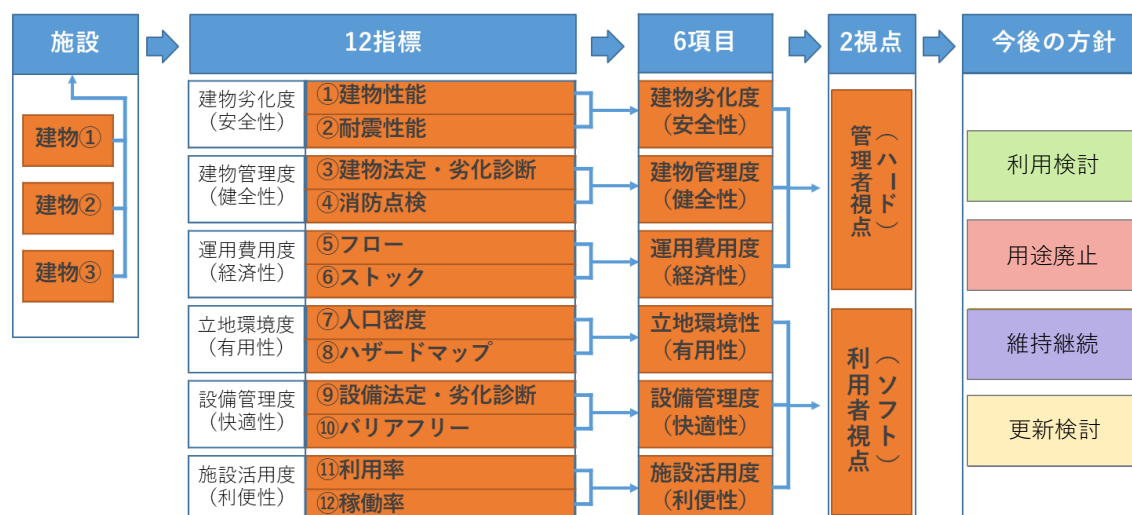 施設
12指標
6項目
2視点
今後の方針
建物①
建物②
建物③
建物劣化度
(安全性)
①建物性能
②耐震性能
建物管理度
(健全性)
③建物法定・劣化診断
④消防点検
運用費用度
(経済性)
⑤フロー
⑥ストック
立地環境度
(有用性)
⑦人口密度
⑧ハザードマップ
設備管理度
(快適性)
⑨設備法定・劣化診断
⑩バリアフリー
施設活用度
(利便性)
⑪利用率
⑫稼働率
建物劣化度
(安全性)
建物管理度
(健全性)
運用費用度
(経済性)
立地環境性
(有用性)
設備管理度
(快適性)
施設活用度
(利便性)
管理者視点
(ハード)
利用者視点
(ソフト)
利用検討
用途廃止
維持継続
更新検討